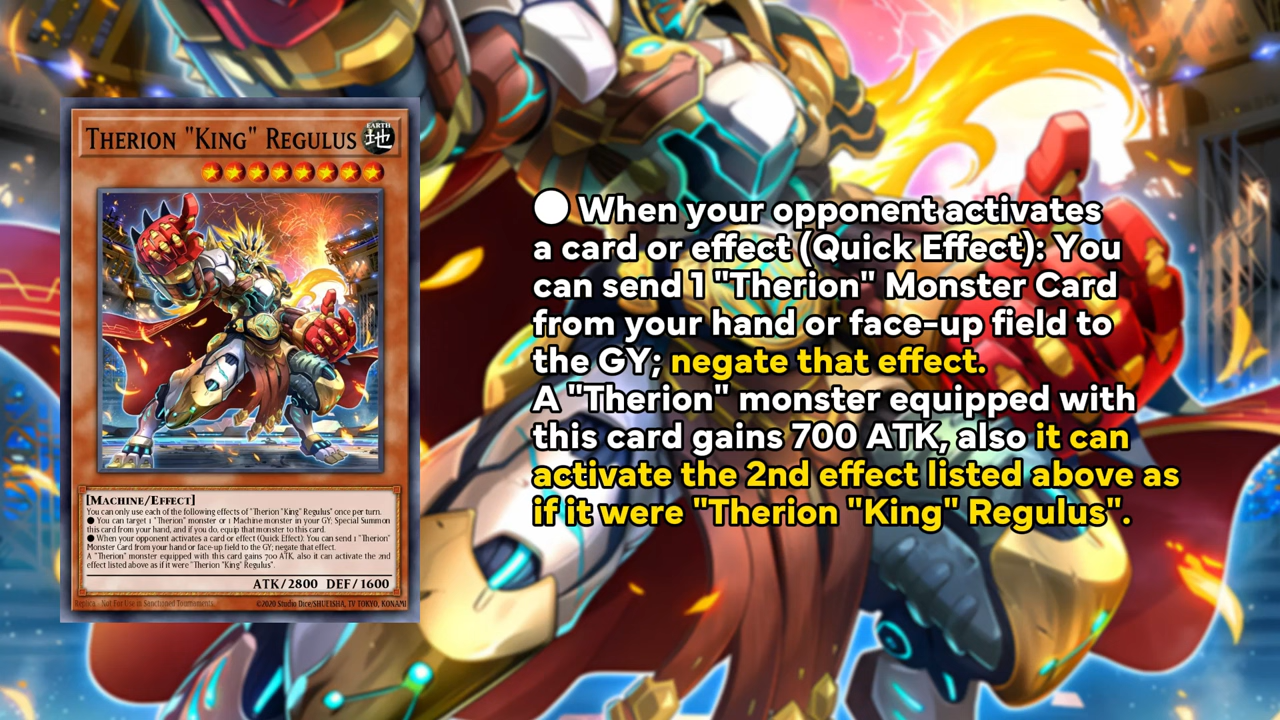 THERION "KING" REGULUS
EARTH
地
[MACHINE/EFFECT]
You can only use each of the following effects of "Therion "King" Regulus" once per turn.
● You can target 1 "Therion" monster or 1 Machine monster in your GY; Special Summon
this card from your hand, and if you do, equip that monster to this card.
● When your opponent activates a card or effect (Quick Effect): You can send 1 "Therion"
Monster Card from your hand or face-up field to the GY; negate that effect.
A "Therion" monster equipped with this card gains 700 ATK, also it can activate the 2nd
effect listed above as if it were "Therion "King" Regulus".
ATK/2800 DEF/1600
Replica - Not For Use in Sanctioned Tournaments
©2020 Studio Dice/SHUEISHA, TV TOKYO, KONAMI
● When your opponent activates
a card or effect (Quick Effect): You
can send 1 "Therion" Monster Card
from your hand or face-up field to
the GY; negate that effect.
A "Therion" monster equipped with
this card gains 700 ATK, also it can
activate the 2nd effect listed above as
if it were "Therion "King" Regulus".